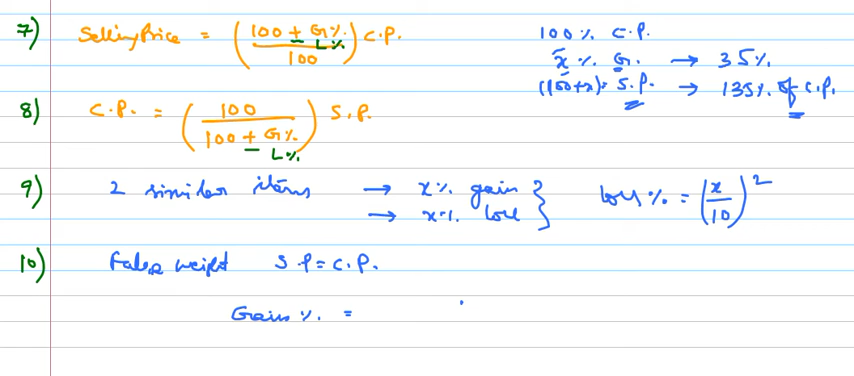 7) Selling Price = (100 ± G% L% / 100) C.P.
100% C.P.
x % G. → 35%
(100+x)% S.P. → 135% of C.P.
8) C.P. = (100 / 100 ± G% L%) S.P.
9) 2 similar items → x% gain } loss % = (x/10)²
→ x% loss
10) False weight S.P = C.P.
Gain % =